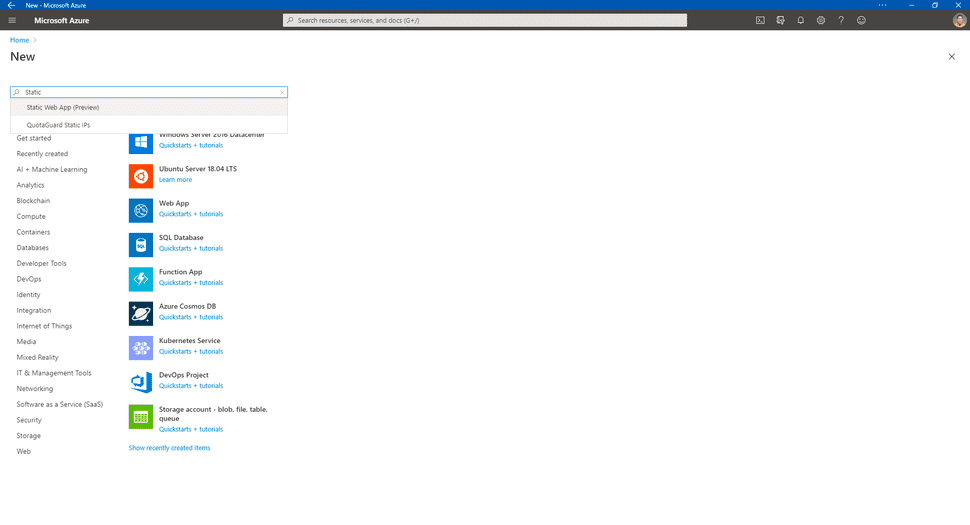 New - Microsoft Azure
Microsoft Azure
Search resources, services, and docs (G+/)
Home
New
Static
Static Web App (Preview)
QuotaGuard Static IPs
Get started
Recently created
AI + Machine Learning
Analytics
Blockchain
Compute
Containers
Databases
Developer Tools
DevOps
Identity
Integration
Internet of Things
Media
Mixed Reality
IT & Management Tools
Networking
Software as a Service (SaaS)
Security
Storage
Web
Windows Server 2016 Datacenter
Quickstarts + tutorials
Ubuntu Server 18.04 LTS
Learn more
Web App
Quickstarts + tutorials
SQL
SQL Database
Quickstarts + tutorials
Function App
Quickstarts + tutorials
Azure Cosmos DB
Quickstarts + tutorials
Kubernetes Service
Quickstarts + tutorials
DevOps Project
Quickstarts + tutorials
Storage account - blob, file, table,
queue
Quickstarts + tutorials
Show recently created items